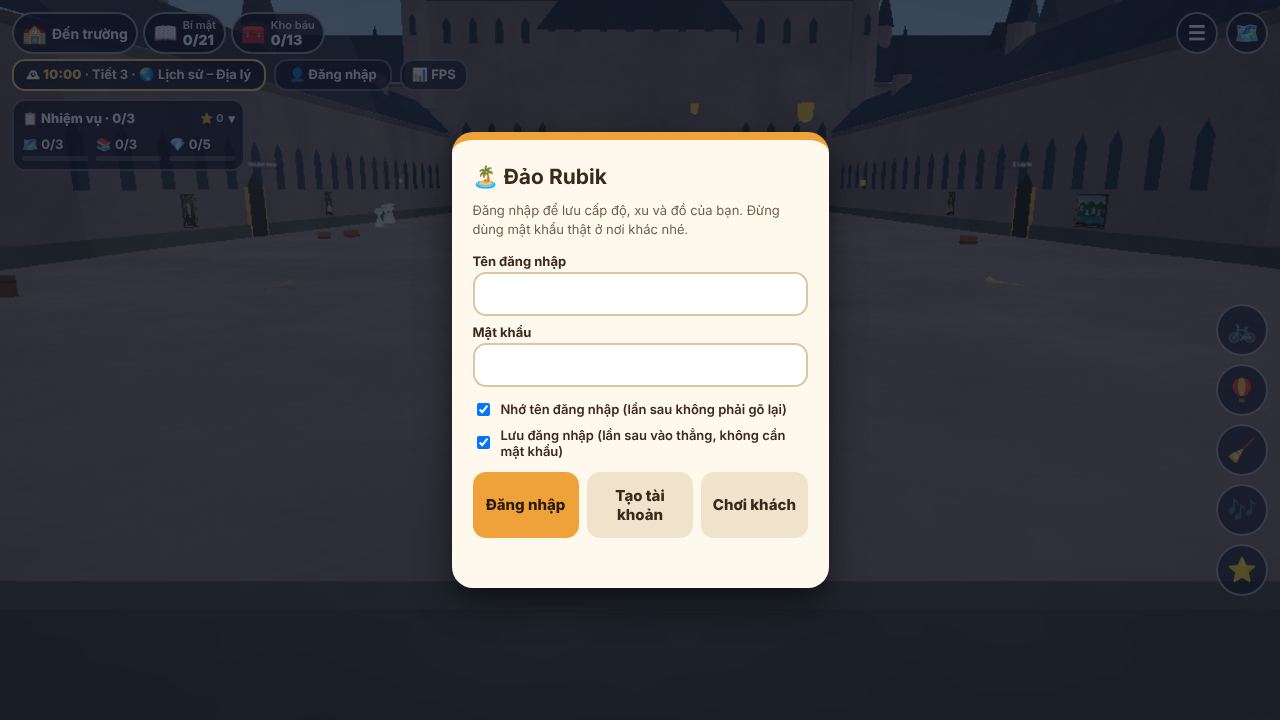 Đến trường
Bí mật
0/21
Kho báu
0/13
10:00 · Tiết 3 · Lịch sử – Địa lý
Đăng nhập
FPS
Nhiệm vụ · 0/3
0
0/3
0/3
0/5
Đảo Rubik
Đăng nhập để lưu cấp độ, xu và đồ của bạn. Đừng
dùng mật khẩu thật ở nơi khác nhé.
Tên đăng nhập
Mật khẩu
Nhớ tên đăng nhập (lần sau không phải gõ lại)
Lưu đăng nhập (lần sau vào thẳng, không cần
mật khẩu)
Đăng nhập
Tạo tài
khoản
Chơi khách